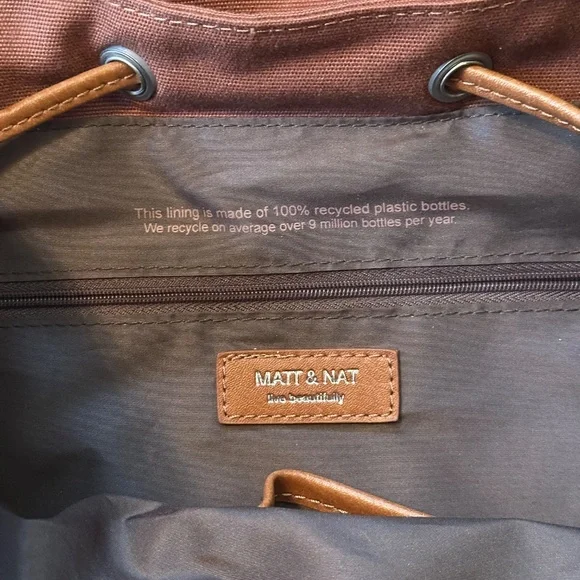 This lining is made of 100% recycled plastic bottles.
We recycle on average over 9 million bottles per year.
MATT & NAT
live beautifully